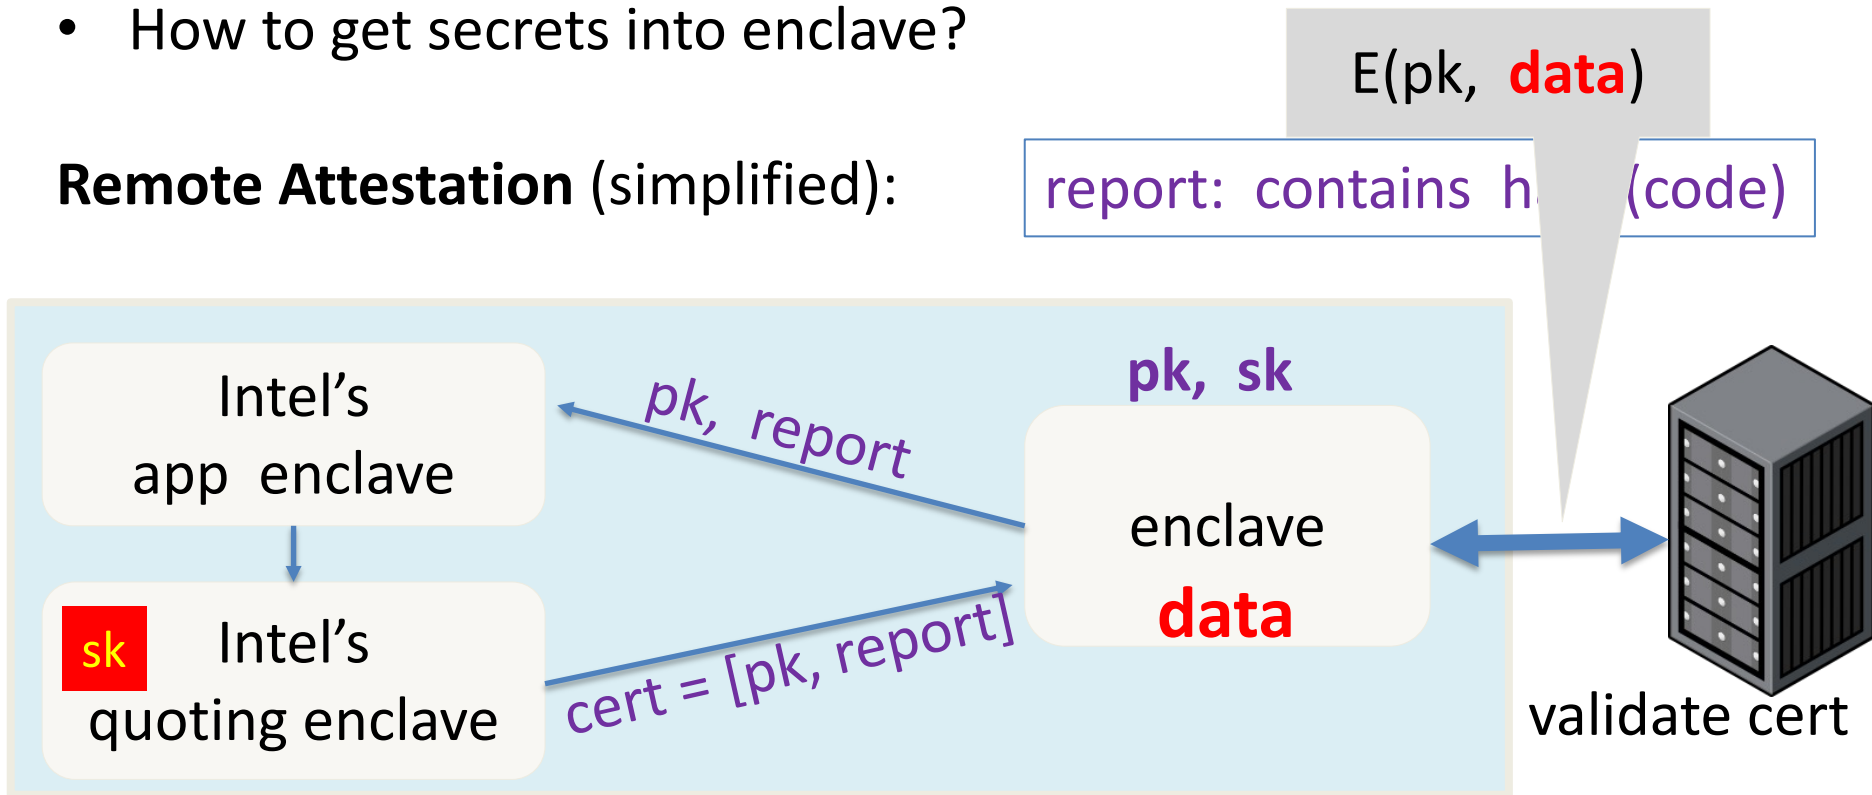 • How to get secrets into enclave?
E(pk, data)
Remote Attestation (simplified):
report: contains (code)
Intel's
app enclave
pk, report
pk, sk
enclave
data
sk
Intel's
quoting enclave
cert = [pk, report]
validate cert